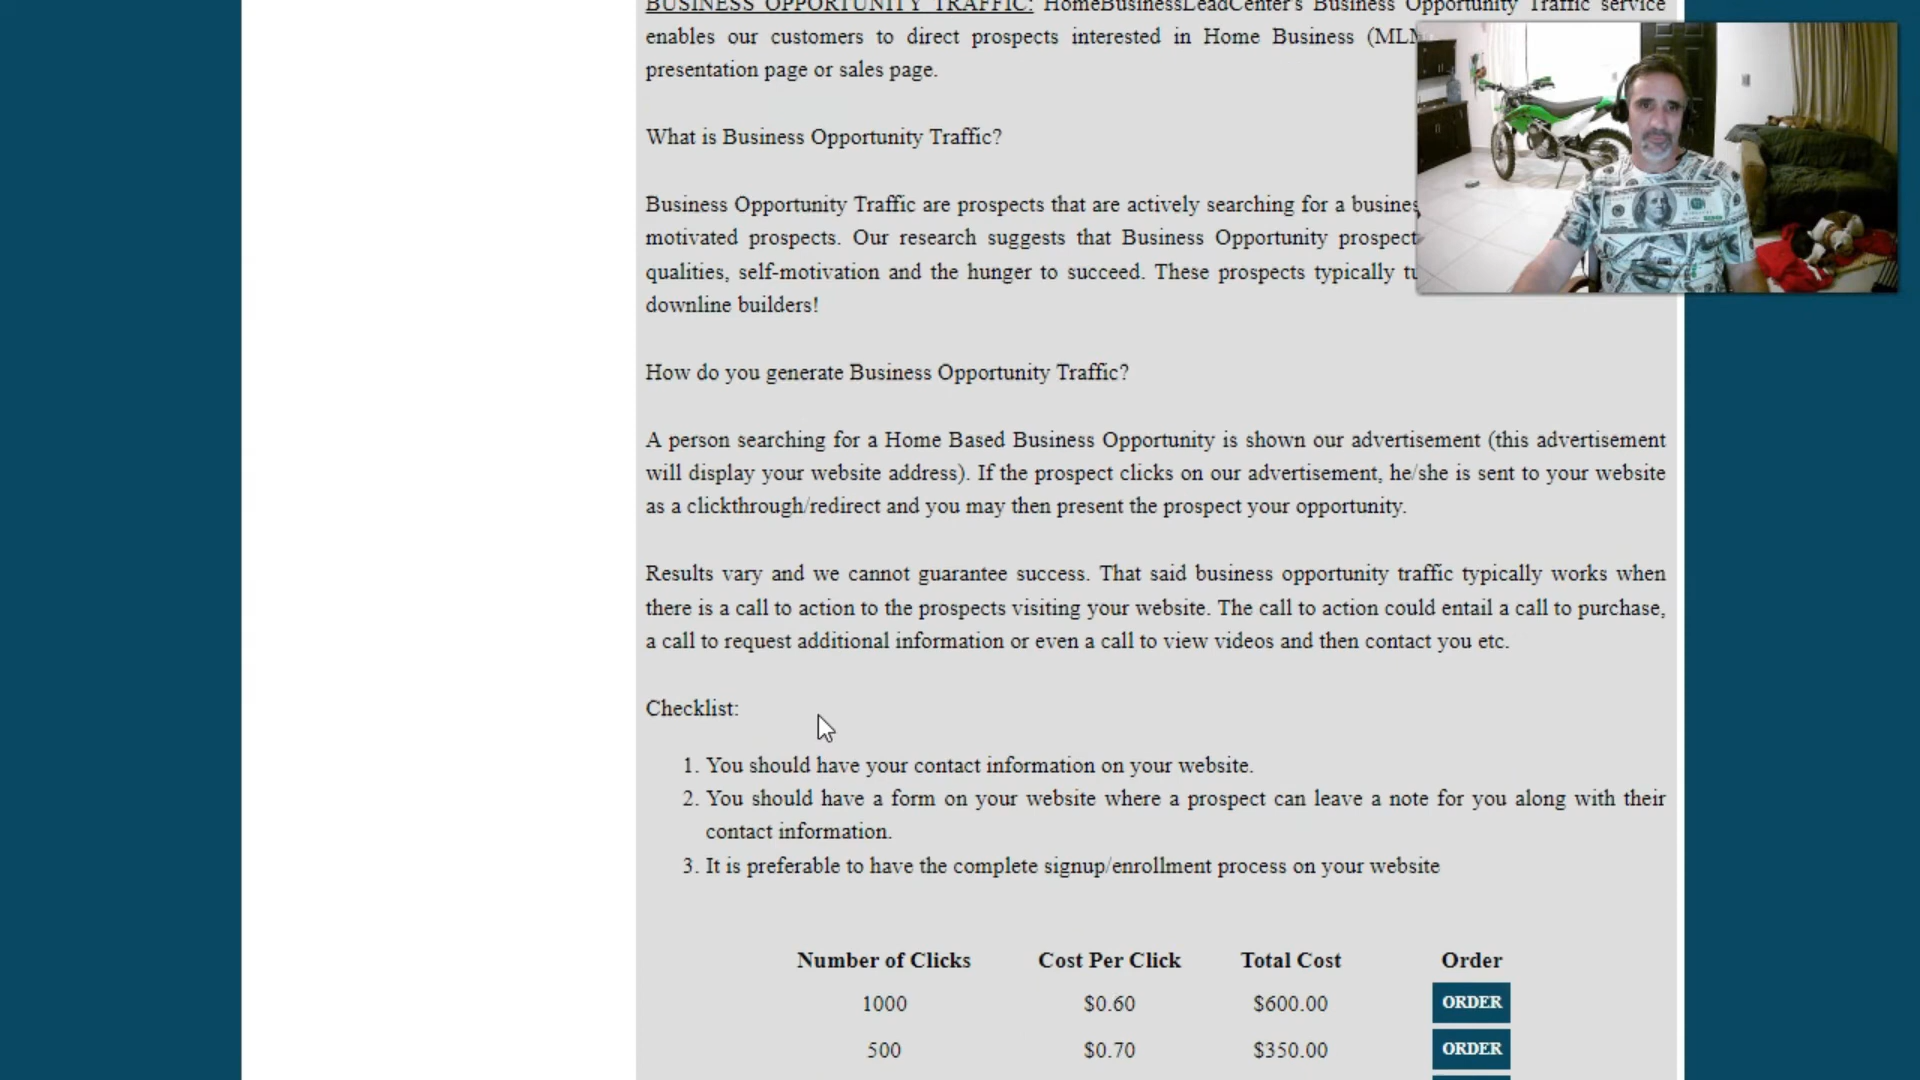 BUSINESS OPPORTUNITY TRAFFIC: HomeBusinessLeadCenter's Business Opportunity Traffic service
enables our customers to direct prospects interested in Home Business (MLM
presentation page or sales page.
What is Business Opportunity Traffic?
Business Opportunity Traffic are prospects that are actively searching for a
motivated prospects. Our research suggests that Business Opportunity
qualities, self-motivation and the hunger to succeed. These prospects typically
downline builders!
How do you generate Business Opportunity Traffic?
A person searching for a Home Based Business Opportunity is shown our advertisement (this advertisement
will display your website address). If the prospect clicks on our advertisement, he/she is sent to your website
as a clickthrough/redirect and you may then present the prospect your opportunity.
Results vary and we cannot guarantee success. That said business opportunity traffic typically works when
there is a call to action to the prospects visiting your website. The call to action could entail a call to purchase,
a call to request additional information or even a call to view videos and then contact you etc.
Checklist:
1. You should have your contact information on your website.
2. You should have a form on your website where a prospect can leave a note for you along with their
contact information.
3. It is preferable to have the complete signup/enrollment process on your website
Number of Clicks Cost Per Click Total Cost Order
1000 $0.60 $600.00 ORDER
500 $0.70 $350.00 ORDER